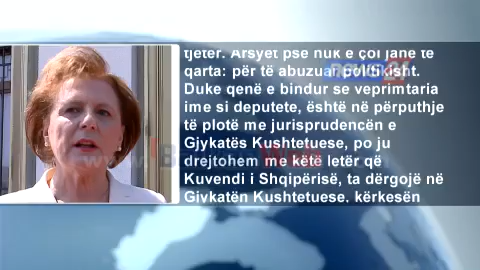 tjetër. Arsyet pse nuk e çoi janë të
qarta: për të abuzuar politikisht.
Duke qenë e bindur se veprimtaria
ime si deputete, është në përputhje
të plotë me jurisprudencën e
Gjykatës Kushtetuese, po ju
drejtohem me këtë letër që
Kuvendi i Shqipërisë, ta dërgojë në
Gjykatën Kushtetuese, kërkesën